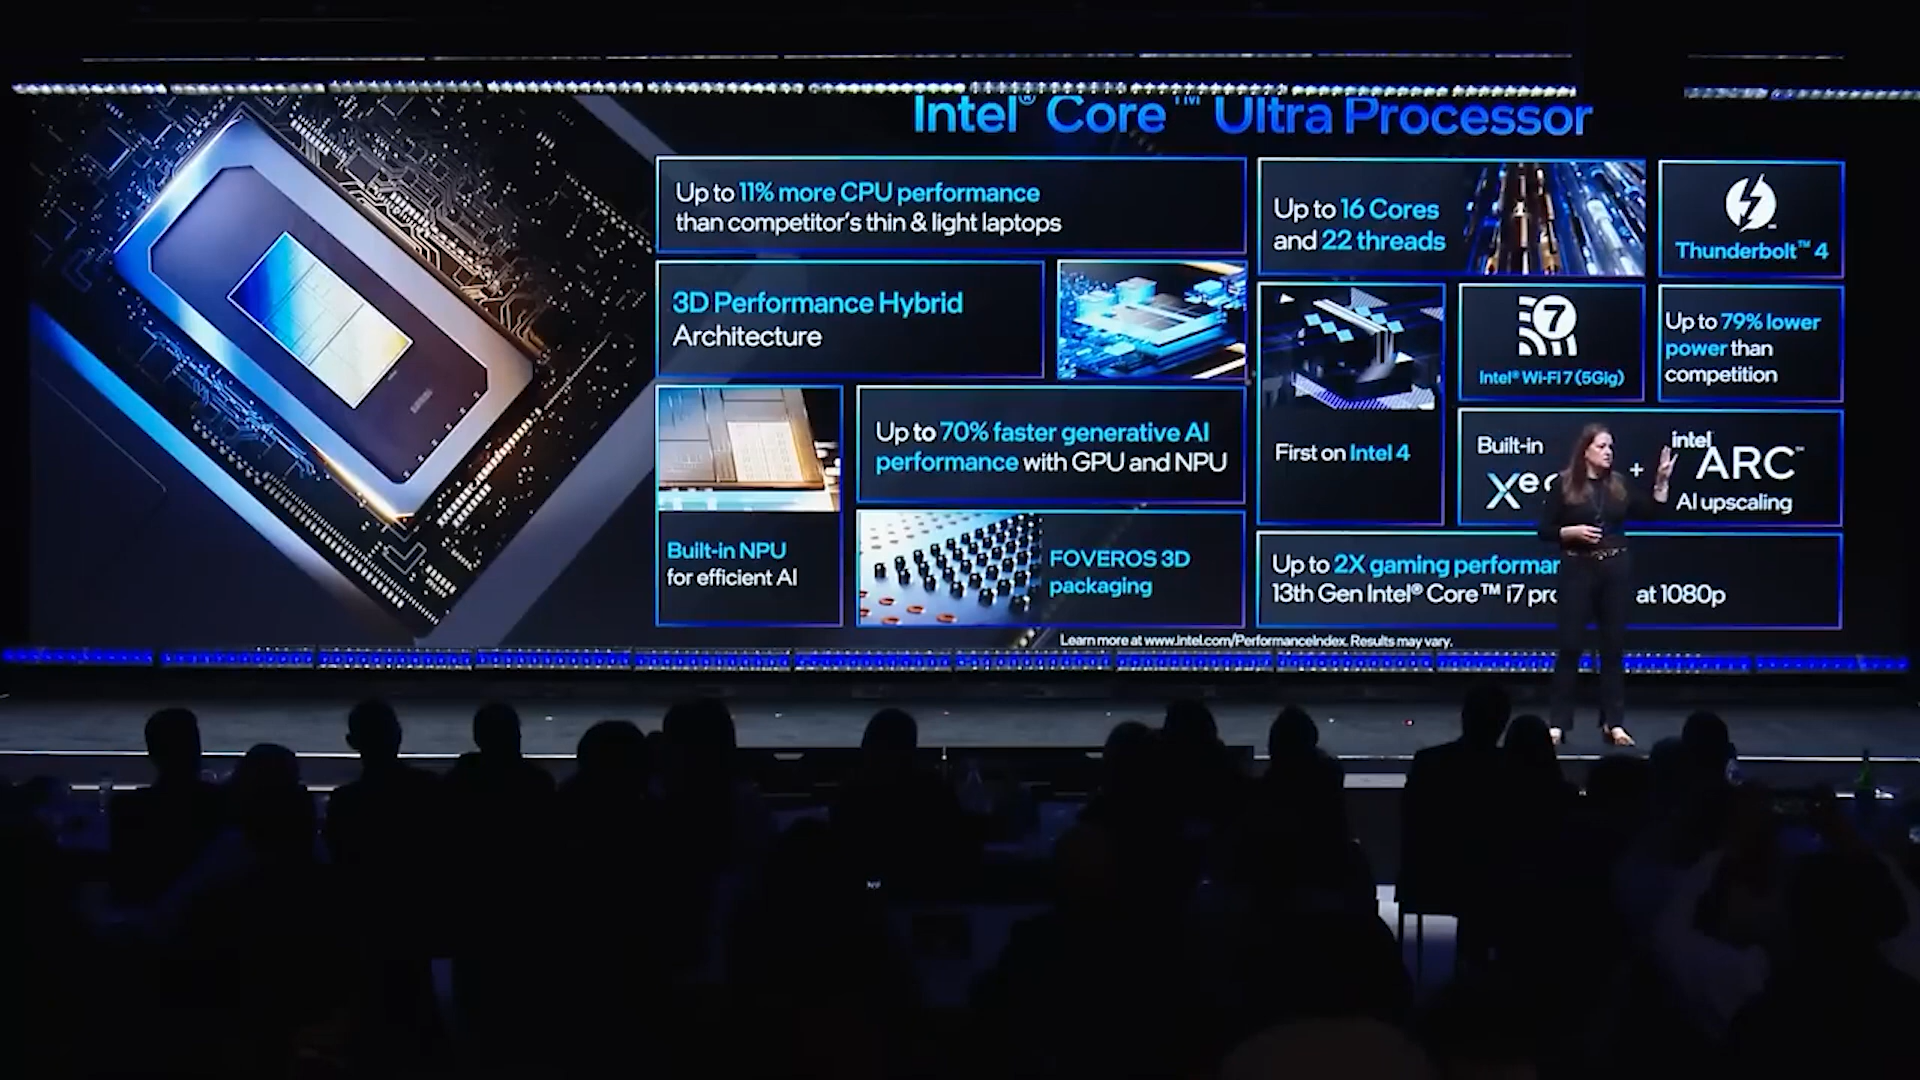 Intel® Core™ Ultra Processor
Up to 11% more CPU performance
than competitor's thin & light laptops
Up to 16 Cores
and 22 threads
Thunderbolt™ 4
3D Performance Hybrid
Architecture
First on Intel 4
7
Intel® Wi-Fi 7 (5Gig)
Up to 79% lower
power than
competition
Built-in NPU
for efficient AI
Up to 70% faster generative AI
performance with GPU and NPU
Built-in
Xe +
intel
ARC™
AI upscaling
FOVEROS 3D
packaging
Up to 2X gaming
13th Gen Intel® Core™ i7 at 1080p
Learn more at www.intel.com/PerformanceIndex. Results may vary.